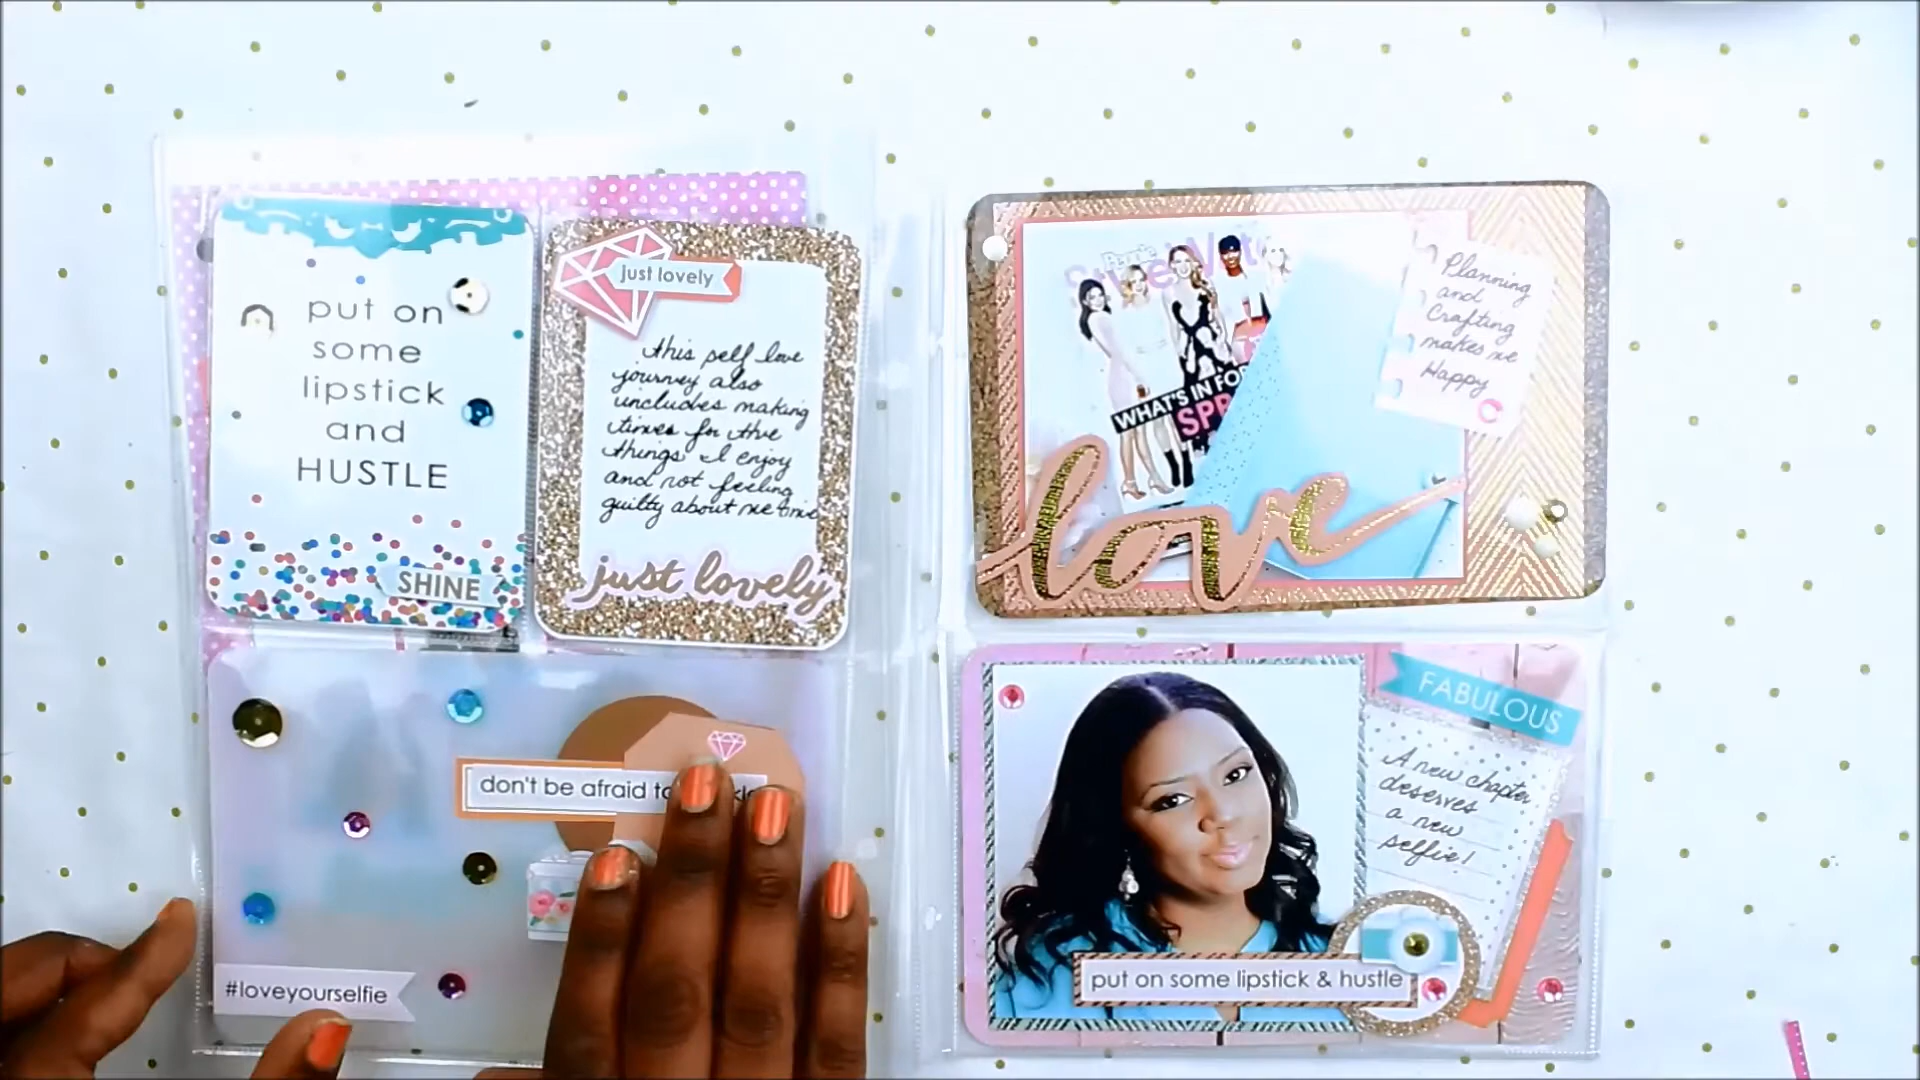 put on
some
lipstick
and
HUSTLE
SHINE
just lovely
this self love
journey also
includes making
times for the
things I enjoy
and not feeling
guilty about me time
just lovely
don't be afraid to
#loveyourselfie
People
WHAT'S IN FOR
SPR
love
Planning
and
Crafting
makes me
Happy
FABULOUS
A new chapter
deserves
a new
selfie!
put on some lipstick & hustle